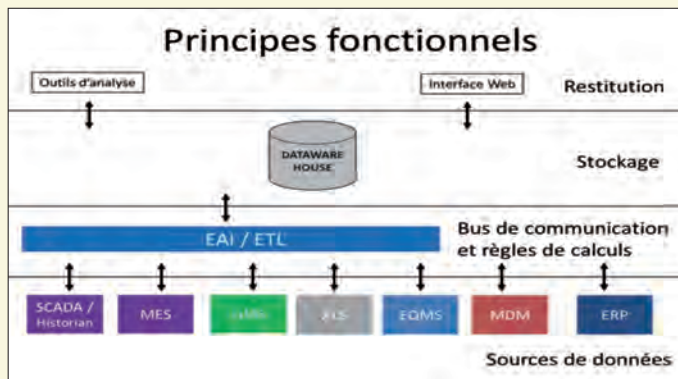 Principes fonctionnels
Outils d'analyse
Interface Web
Restitution
DATAWARE
HOUSE
Stockage
EAI / ETL
Bus de communication
et règles de calculs
SCADA /
Historian
MES
XLS
EQMS
MDM
ERP
Sources de données